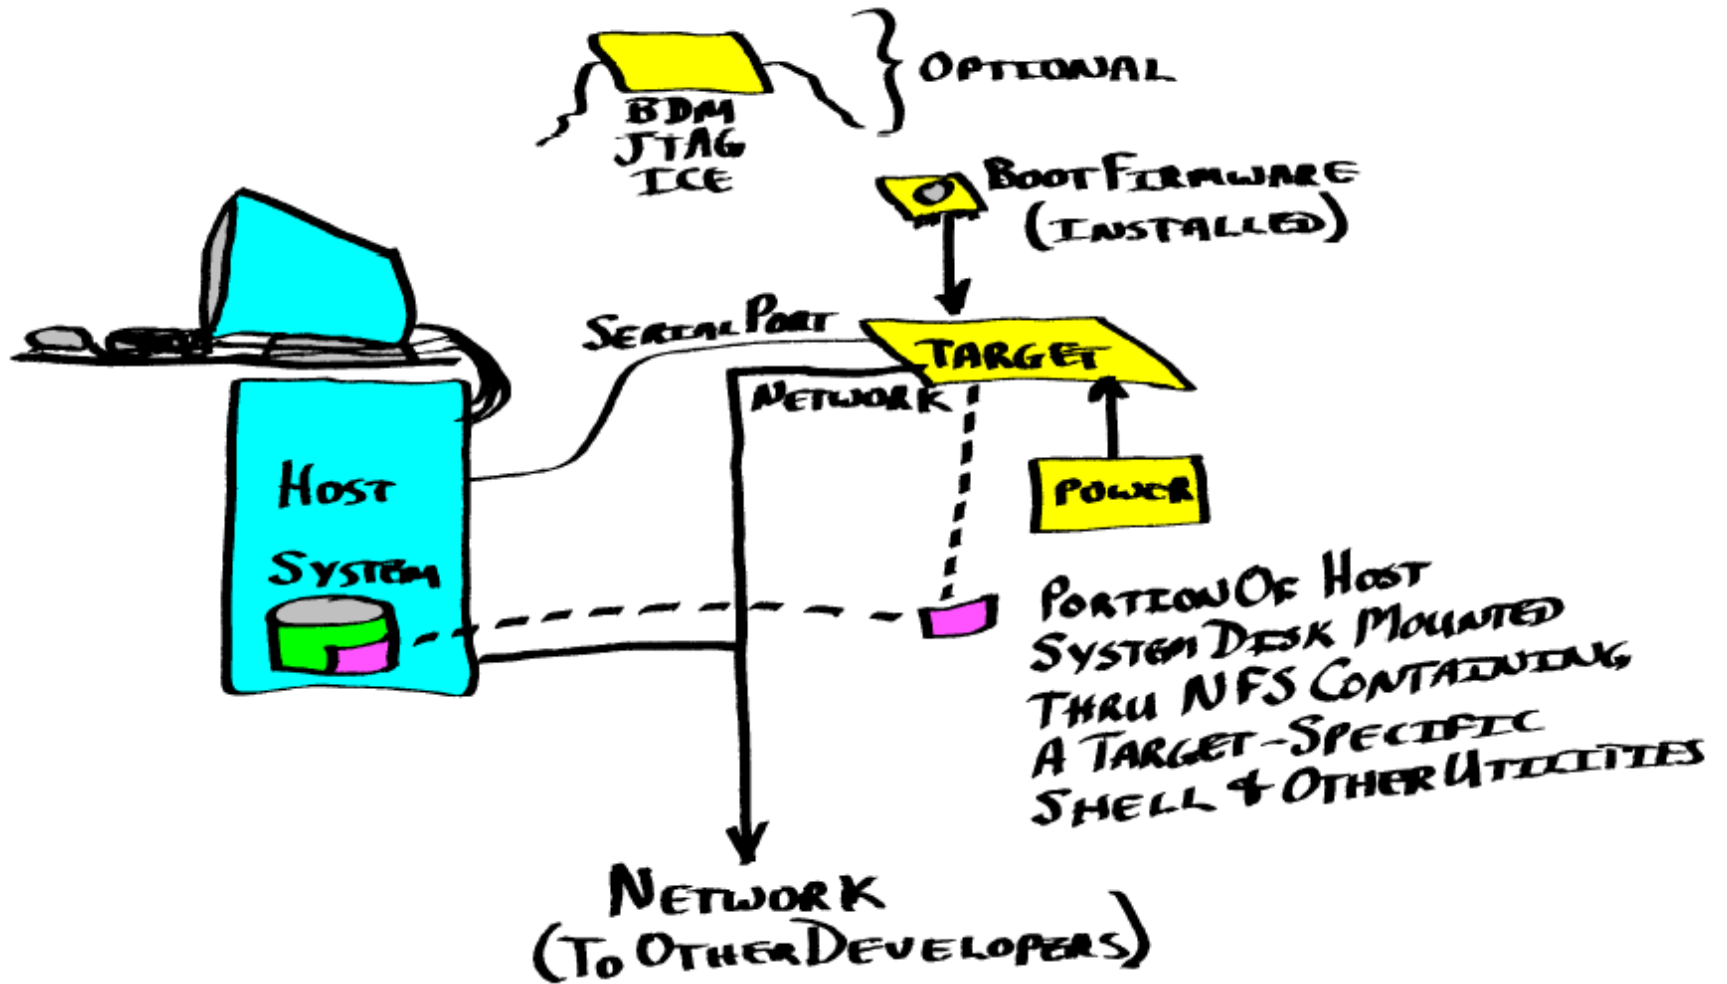 OPTIONAL
BDM
JTAG
ICE
BOOT FIRMWARE
(INSTALLED)
SERIAL PORT
TARGET
NETWORK
POWER
HOST
SYSTEM
PORTION OF HOST
SYSTEM DISK MOUNTED
THRU NFS CONTAINING
A TARGET-SPECIFIC
SHELL & OTHER UTILITIES
NETWORK
(TO OTHER DEVELOPERS)